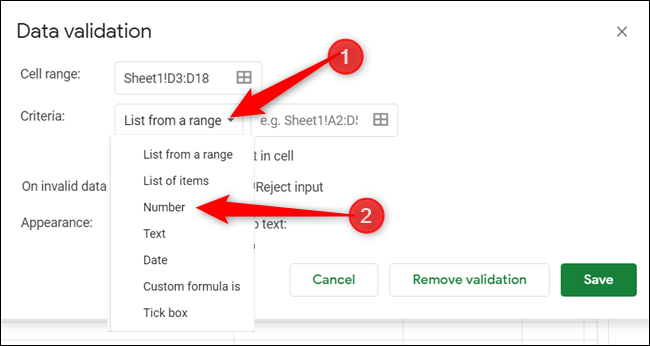 Data validation
Cell range: Sheet1!D3:D18
Criteria: List from a range e.g. Sheet1!A2:D5
1
List from a range
t in cell
List of items
On invalid data
Reject input
Number
2
Appearance:
p text:
Text
Date
Custom formula is
Tick box
Cancel Remove validation Save